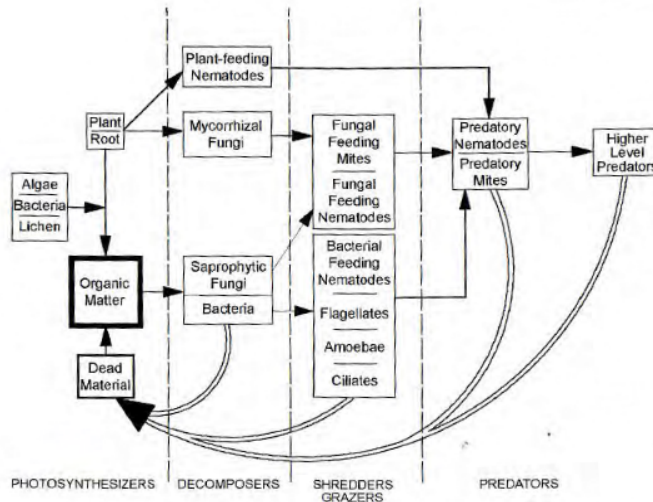 Plant-feeding
Nematodes
Plant
Root
Mycorrhizal
Fungi
Fungal
Feeding
Mites
Fungal
Feeding
Nematodes
Predatory
Nematodes
Predatory
Mites
Higher
Level
Predators
Algae
Bacteria
Lichen
Organic
Matter
Saprophytic
Fungi
Bacteria
Bacterial
Feeding
Nematodes
Flagellates
Amoebae
Ciliates
Dead
Material
PHOTOSYNTHESIZERS
DECOMPOSERS
SHREDDERS
GRAZERS
PREDATORS